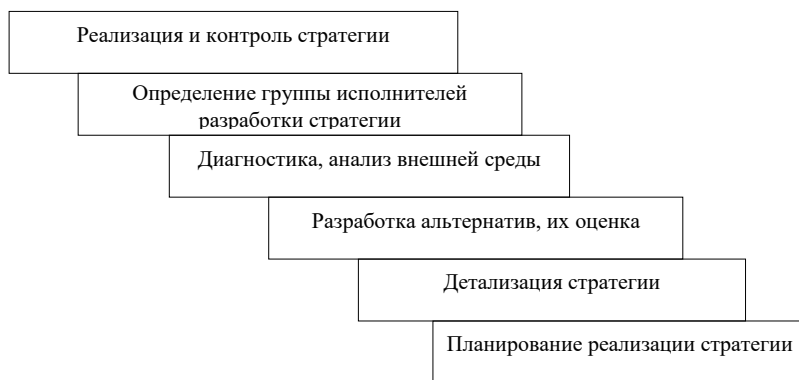 Реализация и контроль стратегии
Определение группы исполнителей
разработки стратегии
Диагностика, анализ внешней среды
Разработка альтернатив, их оценка
Детализация стратегии
Планирование реализации стратегии